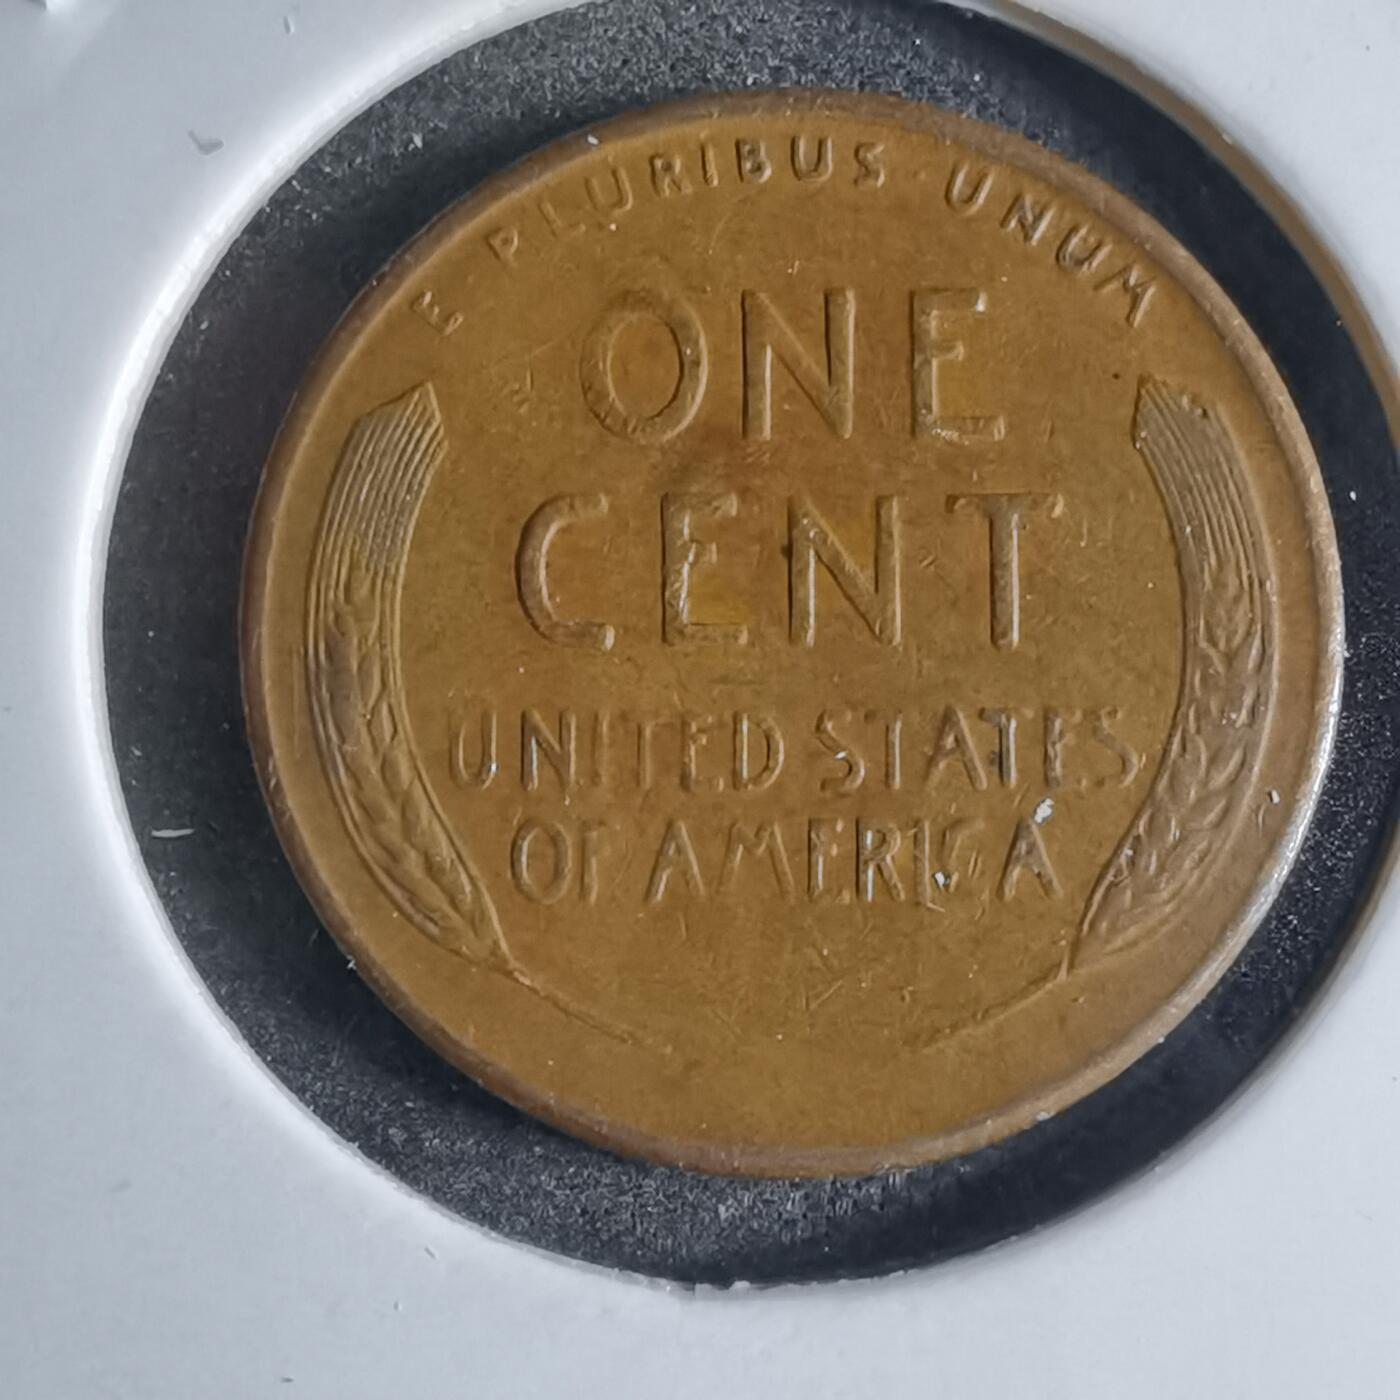 E PLURIBUS · UNUM
ONE
CENT
UNITED STATES
OF AMERICA